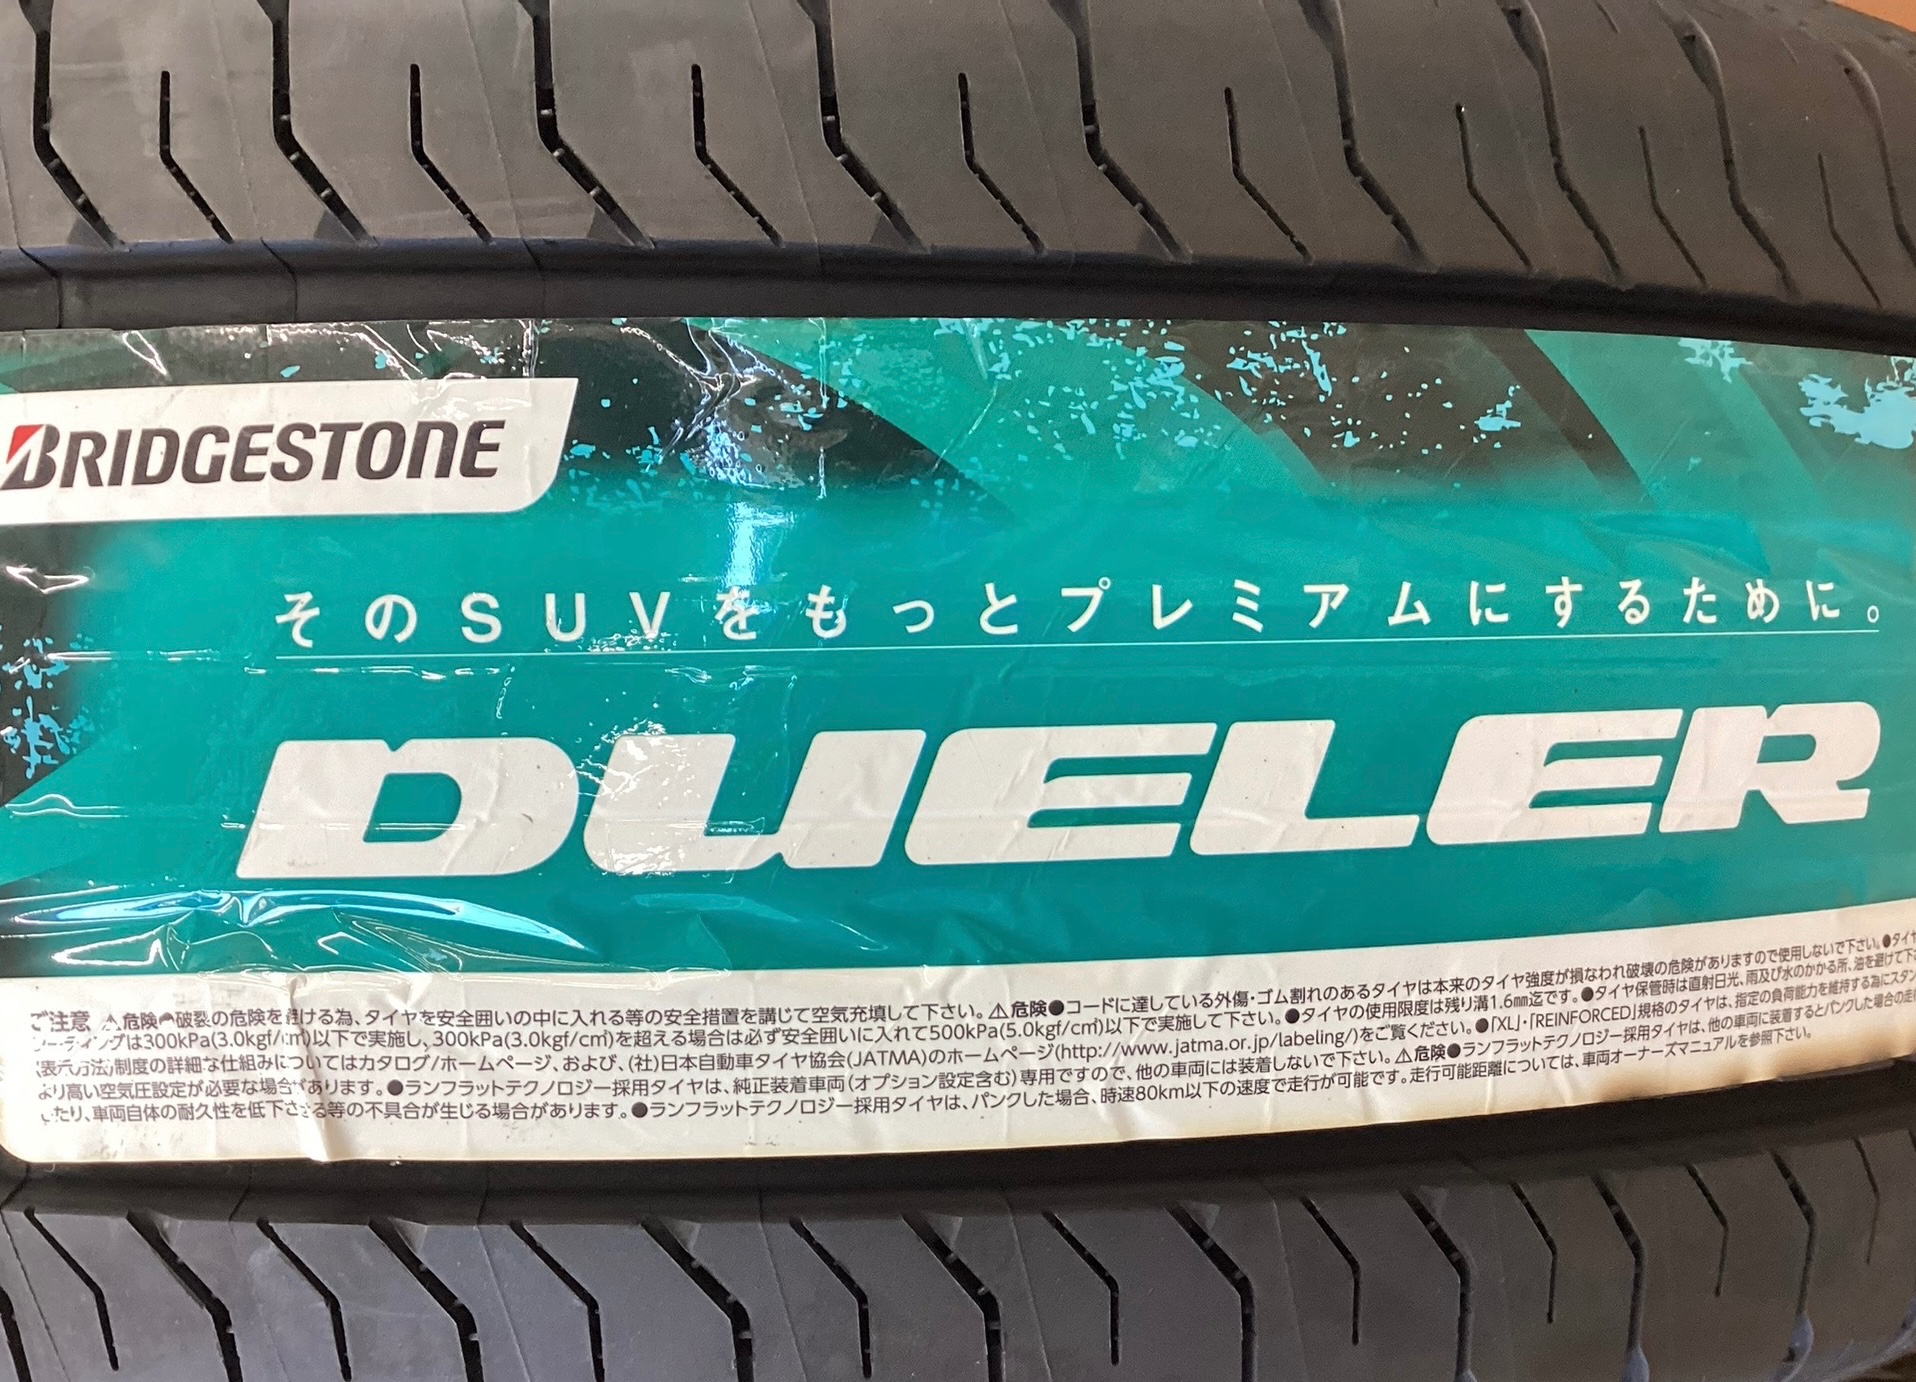 BRIDGESTONE
そのSUVをもっとプレミアムにするために。
DUELER
ご注意 ⚠危険●破裂の危険を避ける為、タイヤを安全囲いの中に入れる等の安全措置を講じて空気充填して下さい。⚠危険●コードに達している外傷・ゴム割れのあるタイヤは本来のタイヤ強度が損なわれ破壊の危険がありますので使用しないで下さい。●タイヤ
シーティングは300kPa(3.0kgf/c㎡)以下で実施し、300kPa(3.0kgf/c㎡)を超える場合は必ず安全囲いに入れて500kPa(5.0kgf/c㎡)以下で実施して下さい。●タイヤの使用限度は残り溝1.6㎜迄です。●タイヤ保管時は直射日光、雨及び水のかかる所、油を避けて下さ
(表示方法)制度の詳細な仕組みについてはカタログ/ホームページ、および、(社)日本自動車タイヤ協会(JATMA)のホームページ(http://www.jatma.or.jp/labeling/)をご覧ください。●「XL」・「REINFORCED」規格のタイヤは、指定の負荷能力を維持する為にスタン
より高い空気圧設定が必要な場合があります。●ランフラットテクノロジー採用タイヤは、純正装着車両(オプション設定含む)専用ですので、他の車両には装着しないで下さい。⚠危険●ランフラットテクノロジー採用タイヤは、他の車両に装着するとパンクした場合の走
したり、車両自体の耐久性を低下させる等の不具合が生じる場合があります。●ランフラットテクノロジー採用タイヤは、パンクした場合、時速80km以下の速度で走行が可能です。走行可能距離については、車両オーナーズマニュアルを参照下さい。